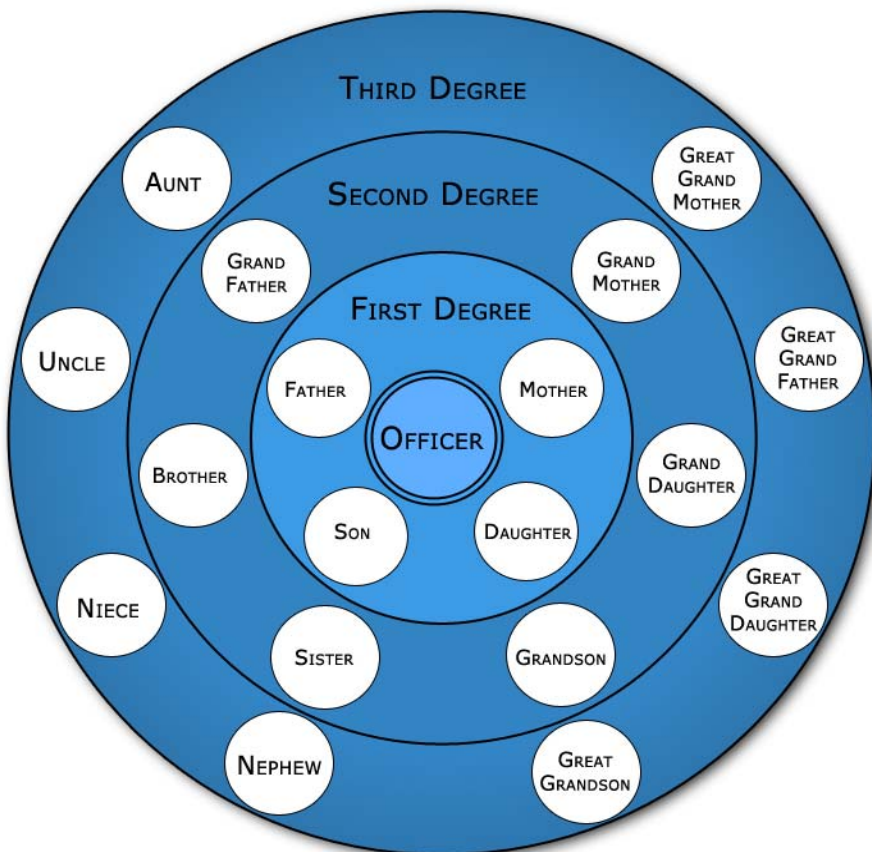 Third Degree
Aunt
Great
Grand
Mother
Second Degree
Grand
Father
Grand
Mother
First Degree
Uncle
Great
Grand
Father
Father
Mother
Officer
Brother
Grand
Daughter
Son
Daughter
Niece
Great
Grand
Daughter
Sister
Grandson
Nephew
Great
Grandson